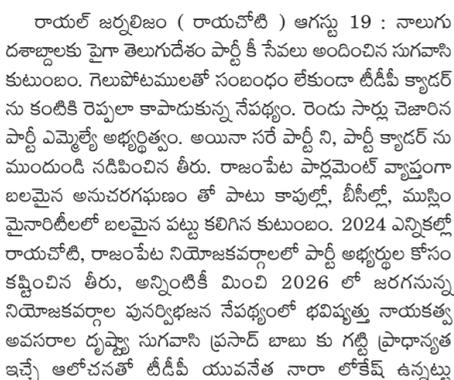 రాయల్ జర్నలిజం ( రాయచోటి ) ఆగస్టు 19 : నాలుగు
దశాబ్దాలకు పైగా తెలుగుదేశం పార్టీ కీ సేవలు అందించిన సుగవాసి
కుటుంబం. గెలుపోటములతో సంబంధం లేకుండా టీడీపీ క్యాడర్
ను కంటికి రెప్పలా కాపాడుకున్న నేపథ్యం. రెండు సార్లు చెజారిన
పార్టీ ఎమ్మెల్యే అభ్యర్థిత్వం. అయినా సరే పార్టీ ని, పార్టీ క్యాడర్ ను
ముందుండి నడిపించిన తీరు. రాజంపేట పార్లమెంట్ వ్యాప్తంగా
బలమైన అనుచరగఘణం తో పాటు కాపుల్లో, బీసీల్లో, ముస్లిం
మైనారిటీలలో బలమైన పట్టు కలిగిన కుటుంబం. 2024 ఎన్నికల్లో
రాయచోటి, రాజంపేట నియోజకవర్గాలలో పార్టీ అభ్యర్థుల కోసం
కష్టించిన తీరు, అన్నింటికీ మించి 2026 లో జరగనున్న
నియోజకవర్గాల పునర్విభజన నేపథ్యంలో భవిష్యత్తు నాయకత్వ
అవసరాల దృష్ట్యా సుగవాసి ప్రసాద్ బాబు కు గట్టి ప్రాధాన్యత
ఇచ్చే ఆలోచనతో టీడీపీ యువనేత నారా లోకేష్ ఉన్నట్టు